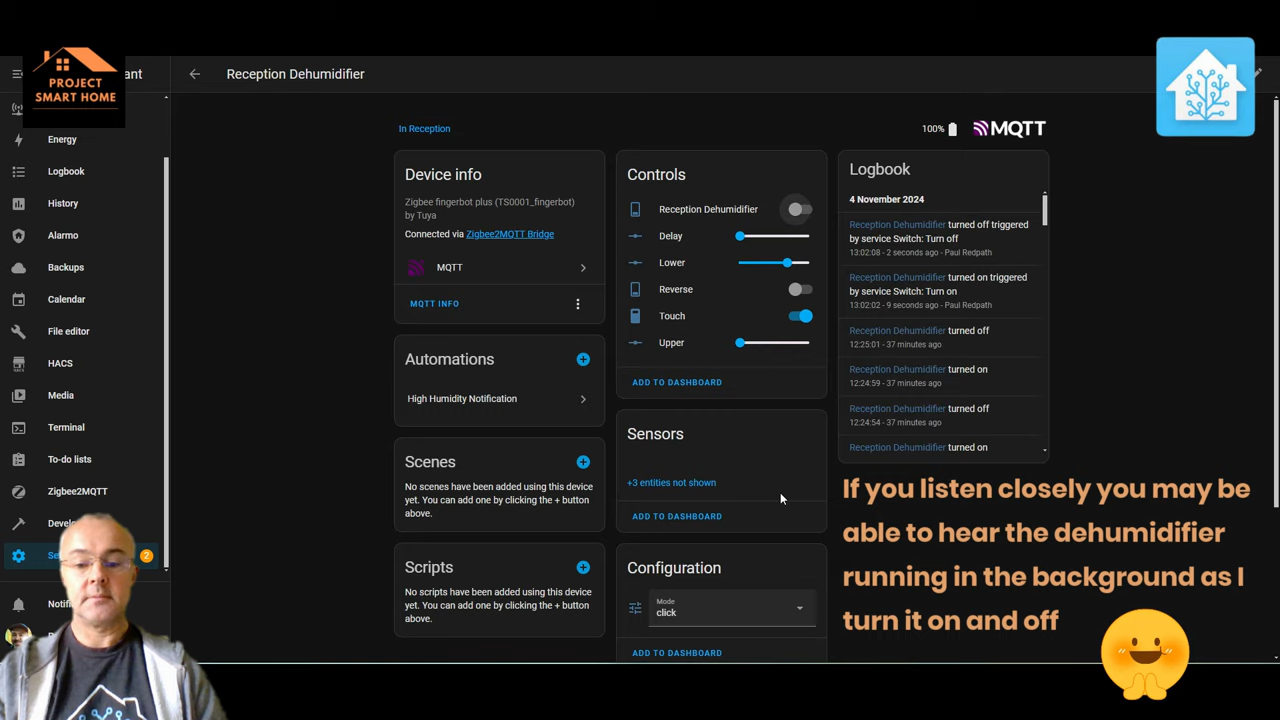 PROJECT
SMART HOME
ant
Reception Dehumidifier
Energy
Logbook
History
Alarmo
Backups
Calendar
File editor
HACS
Media
Terminal
To-do lists
Zigbee2MQTT
Devel
Se
2
Notifi
In Reception
100%
MQTT
Device info
Zigbee fingerbot plus (TS0001_fingerbot)
by Tuya
Connected via Zigbee2MQTT Bridge
MQTT
MQTT INFO
Automations
High Humidity Notification
Scenes
No scenes have been added using this device
yet. You can add one by clicking the + button
above.
Scripts
No scripts have been added using this device
yet. You can add one by clicking the + button
above.
Controls
Reception Dehumidifier
Delay
Lower
Reverse
Touch
Upper
ADD TO DASHBOARD
Sensors
+3 entities not shown
ADD TO DASHBOARD
Configuration
Mode
click
ADD TO DASHBOARD
Logbook
4 November 2024
Reception Dehumidifier turned off triggered
by service Switch: Turn off
13:02:08 - 2 seconds ago - Paul Redpath
Reception Dehumidifier turned on triggered
by service Switch: Turn on
13:02:02 - 9 seconds ago - Paul Redpath
Reception Dehumidifier turned off
12:25:01 - 37 minutes ago
Reception Dehumidifier turned on
12:24:59 - 37 minutes ago
Reception Dehumidifier turned off
12:24:54 - 37 minutes ago
Reception Dehumidifier turned on
If you listen closely you may be
able to hear the dehumidifier
running in the background as I
turn it on and off